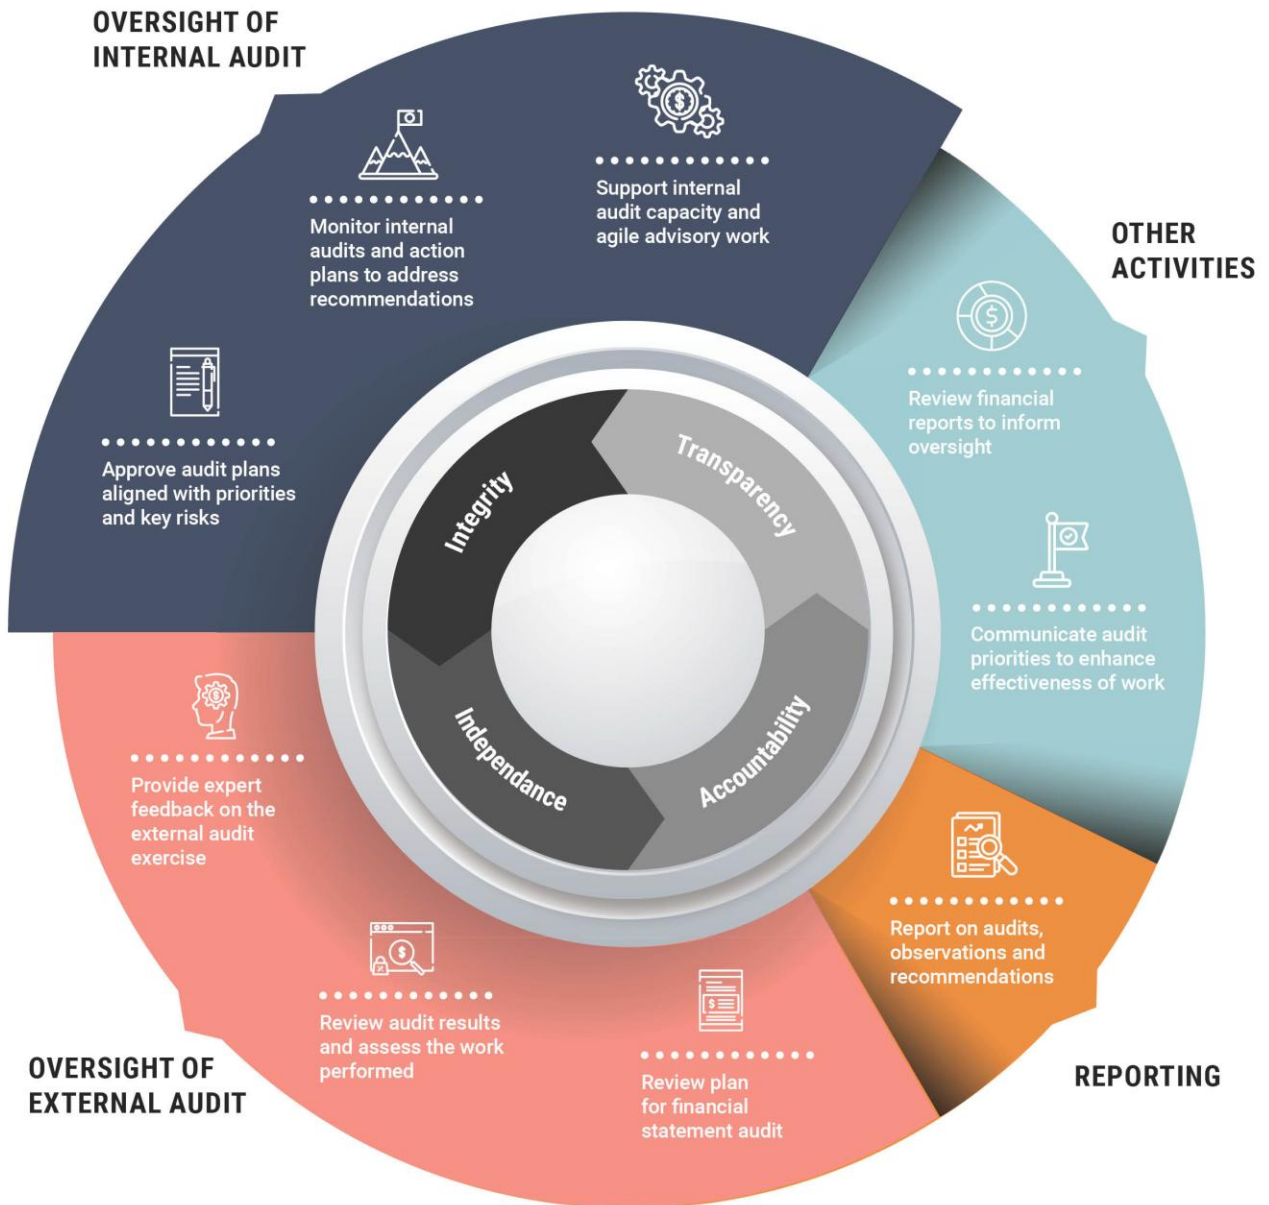 OVERSIGHT OF
INTERNAL AUDIT
Support internal
audit capacity and
agile advisory work
Monitor internal
audits and action
plans to address
recommendations
Approve audit plans
aligned with priorities
and key risks
OTHER
ACTIVITIES
Review financial
reports to inform
oversight
Communicate audit
priorities to enhance
effectiveness of work
Integrity
Transparency
Independance
Accountability
Provide expert
feedback on the
external audit
exercise
Review audit results
and assess the work
performed
Review plan
for financial
statement audit
OVERSIGHT OF
EXTERNAL AUDIT
Report on audits,
observations and
recommendations
REPORTING